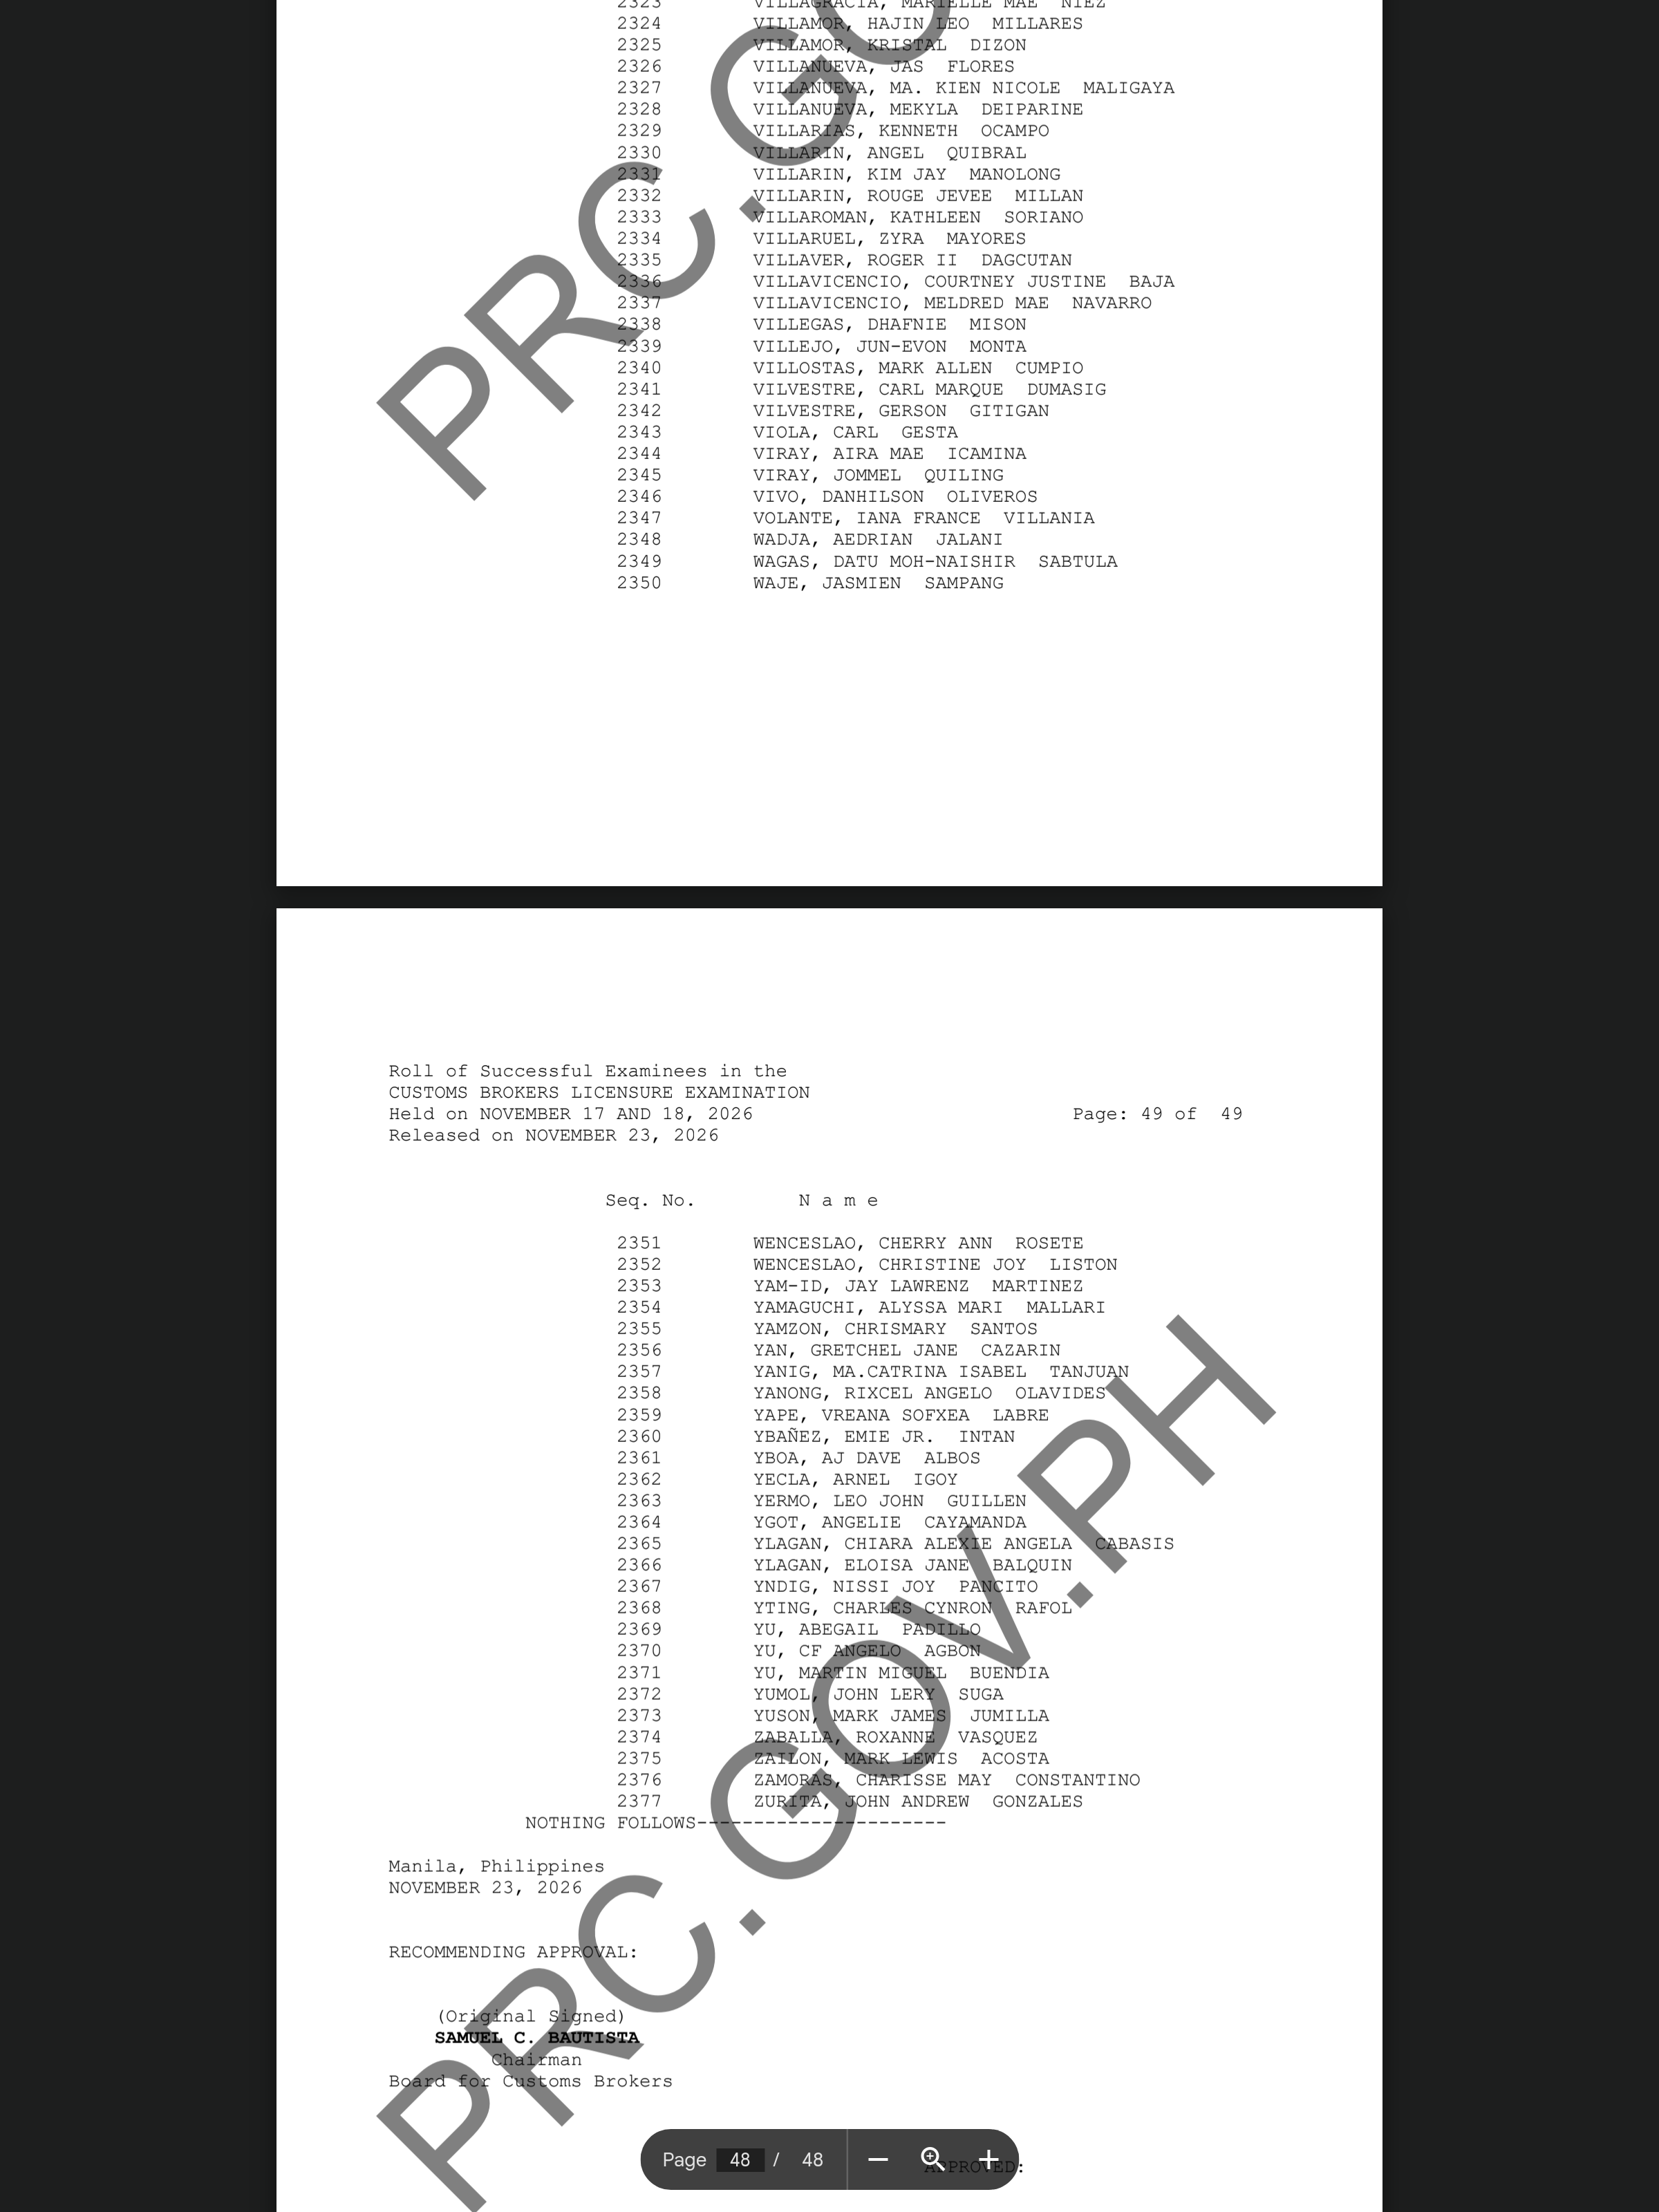 2323 VILLAGRACIA, MARIELLE MAE NIEZ
2324 VILLAMOR, HAJIN LEO MILLARES
2325 VILLAMOR, KRISTAL DIZON
2326 VILLANUEVA, JAS FLORES
2327 VILLANUEVA, MA. KIEN NICOLE MALIGAYA
2328 VILLANUEVA, MEKYLA DEIPARINE
2329 VILLARIAS, KENNETH OCAMPO
2330 VILLARIN, ANGEL QUIBRAL
2331 VILLARIN, KIM JAY MANOLONG
2332 VILLARIN, ROUGE JEVEE MILLAN
2333 VILLAROMAN, KATHLEEN SORIANO
2334 VILLARUEL, ZYRA MAYORES
2335 VILLAVER, ROGER II DAGCUTAN
2336 VILLAVICENCIO, COURTNEY JUSTINE BAJA
2337 VILLAVICENCIO, MELDRED MAE NAVARRO
2338 VILLEGAS, DHAFNIE MISON
2339 VILLEJO, JUN-EVON MONTA
2340 VILLOSTAS, MARK ALLEN CUMPIO
2341 VILVESTRE, CARL MARQUE DUMASIG
2342 VILVESTRE, GERSON GITIGAN
2343 VIOLA, CARL GESTA
2344 VIRAY, AIRA MAE ICAMINA
2345 VIRAY, JOMMEL QUILING
2346 VIVO, DANHILSON OLIVEROS
2347 VOLANTE, IANA FRANCE VILLANIA
2348 WADJA, AEDRIAN JALANI
2349 WAGAS, DATU MOH-NAISHIR SABTULA
2350 WAJE, JASMIEN SAMPANG
PRC.GO
Roll of Successful Examinees in the
CUSTOMS BROKERS LICENSURE EXAMINATION
Held on NOVEMBER 17 AND 18, 2026 Page: 49 of 49
Released on NOVEMBER 23, 2026
Seq. No. N a m e
2351 WENCESLAO, CHERRY ANN ROSETE
2352 WENCESLAO, CHRISTINE JOY LISTON
2353 YAM-ID, JAY LAWRENZ MARTINEZ
2354 YAMAGUCHI, ALYSSA MARI MALLARI
2355 YAMZON, CHRISMARY SANTOS
2356 YAN, GRETCHEL JANE CAZARIN
2357 YANIG, MA.CATRINA ISABEL TANJUAN
2358 YANONG, RIXCEL ANGELO OLAVIDES
2359 YAPE, VREANA SOFXEA LABRE
2360 YBAÑEZ, EMIE JR. INTAN
2361 YBOA, AJ DAVE ALBOS
2362 YECLA, ARNEL IGOY
2363 YERMO, LEO JOHN GUILLEN
2364 YGOT, ANGELIE CAYAMANDA
2365 YLAGAN, CHIARA ALEXIE ANGELA CABASIS
2366 YLAGAN, ELOISA JANE BALQUIN
2367 YNDIG, NISSI JOY PANCITO
2368 YTING, CHARLES CYNRON RAFOL
2369 YU, ABEGAIL PADILLO
2370 YU, CF ANGELO AGBON
2371 YU, MARTIN MIGUEL BUENDIA
2372 YUMOL, JOHN LERY SUGA
2373 YUSON, MARK JAMES JUMILLA
2374 ZABALLA, ROXANNE VASQUEZ
2375 ZAILON, MARK LEWIS ACOSTA
2376 ZAMORAS, CHARISSE MAY CONSTANTINO
2377 ZURITA, JOHN ANDREW GONZALES
NOTHING FOLLOWS----------------------
Manila, Philippines
NOVEMBER 23, 2026
RECOMMENDING APPROVAL:
(Original Signed)
SAMUEL C. BAUTISTA
Chairman
Board for Customs Brokers
APPROVED:
PRC.GOV.PH
Page 48 / 48